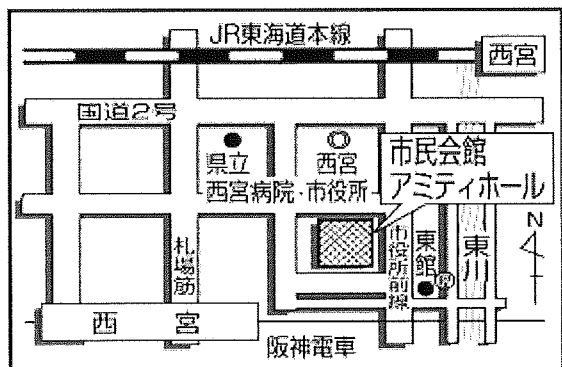 JR東海道本線
西宮
国道2号
県立
西宮病院
西宮
市役所
市民会館
アミティホール
N
札場筋
市役所前線
東館
東川
西宮
阪神電車